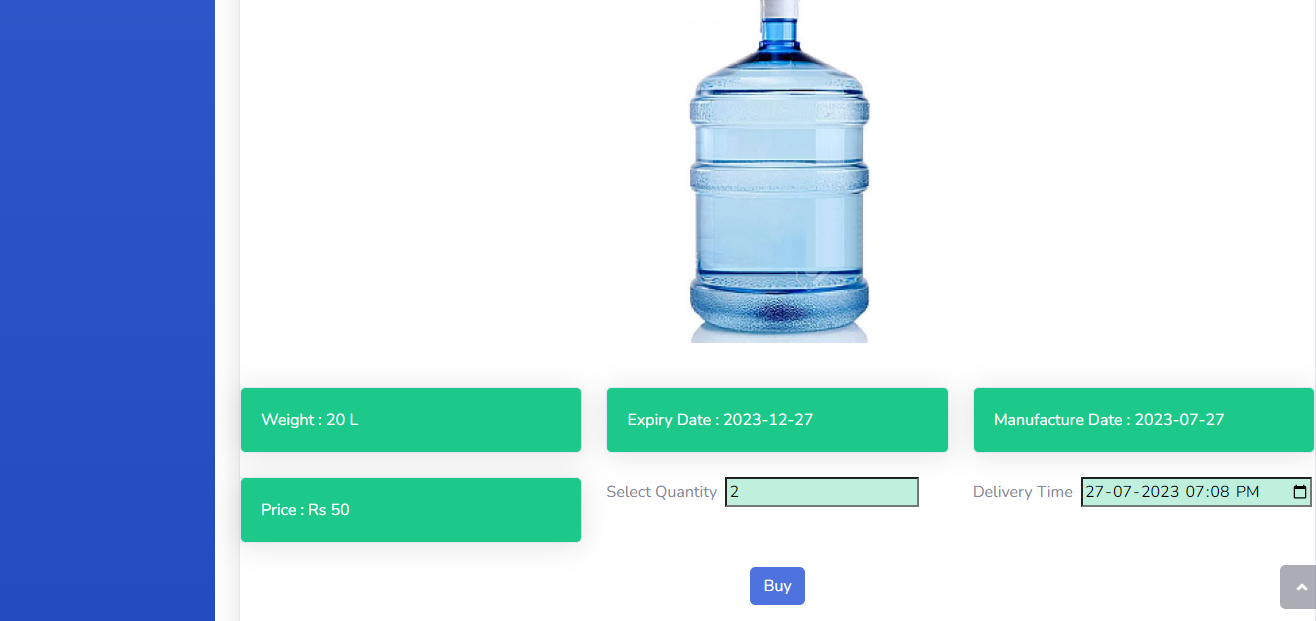 Weight : 20 L
Expiry Date : 2023-12-27
Manufacture Date : 2023-07-27
Price : Rs 50
Select Quantity 2
Delivery Time 27-07-2023 07:08 PM
Buy